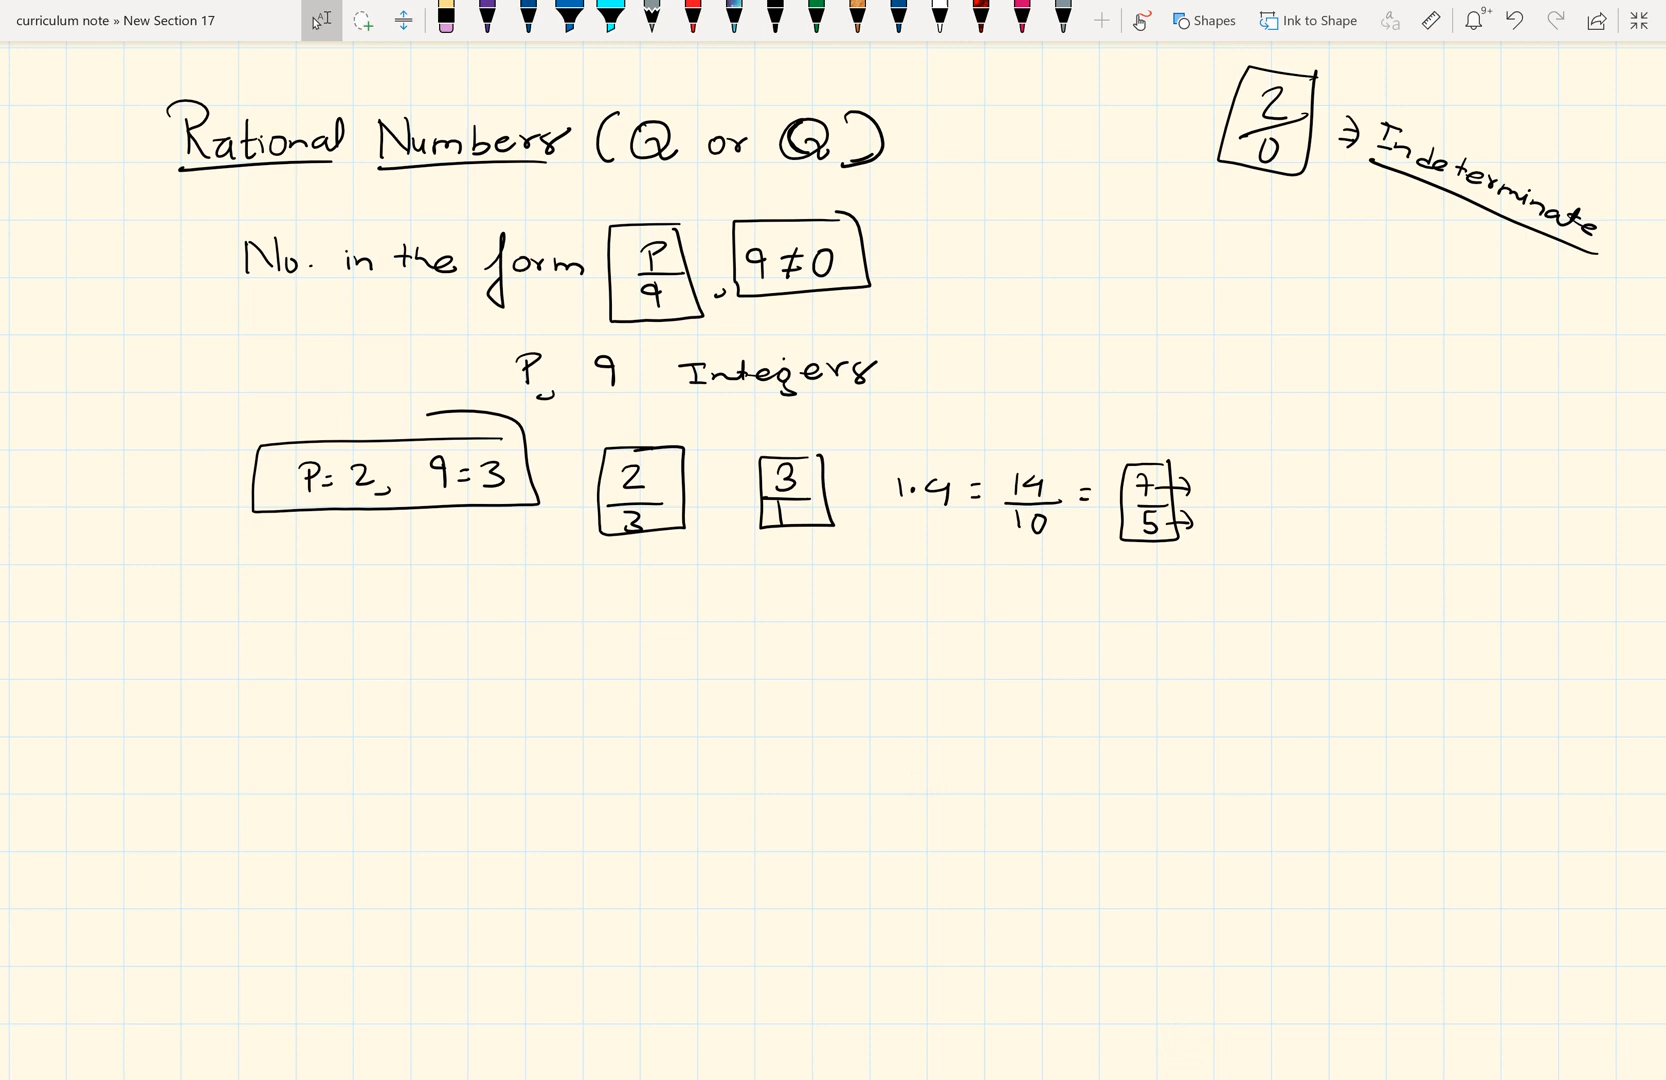 curriculum note » New Section 17
Shapes Ink to Shape 9+
Rational Numbers (Q or ℚ)
2/0 ⇒ Indeterminate
No. in the form P/q, q ≠ 0
P, q Integers
P = 2, q = 3 2/3 3/1 1.4 = 14/10 = 7/5